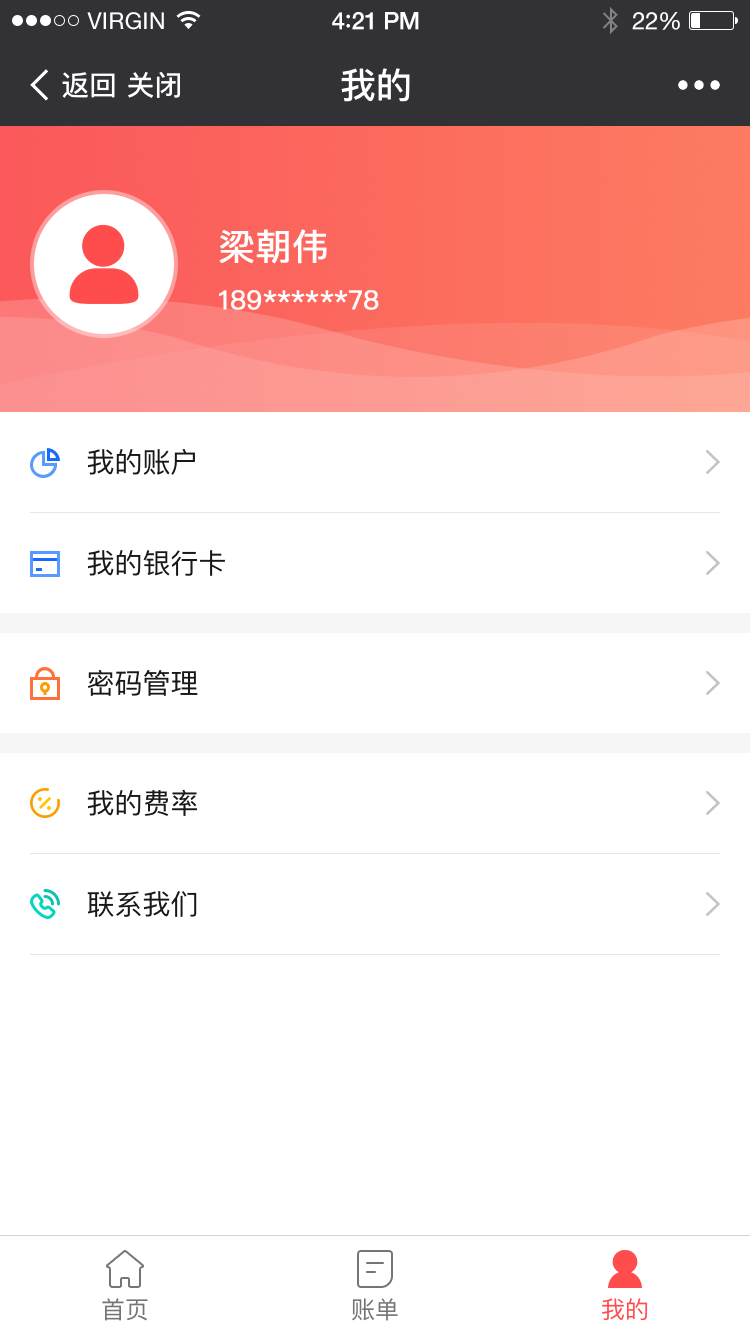 VIRGIN 4:21 PM 22%
返回 关闭 我的
梁朝伟
189******78
我的账户
我的银行卡
密码管理
我的费率
联系我们
首页 账单 我的